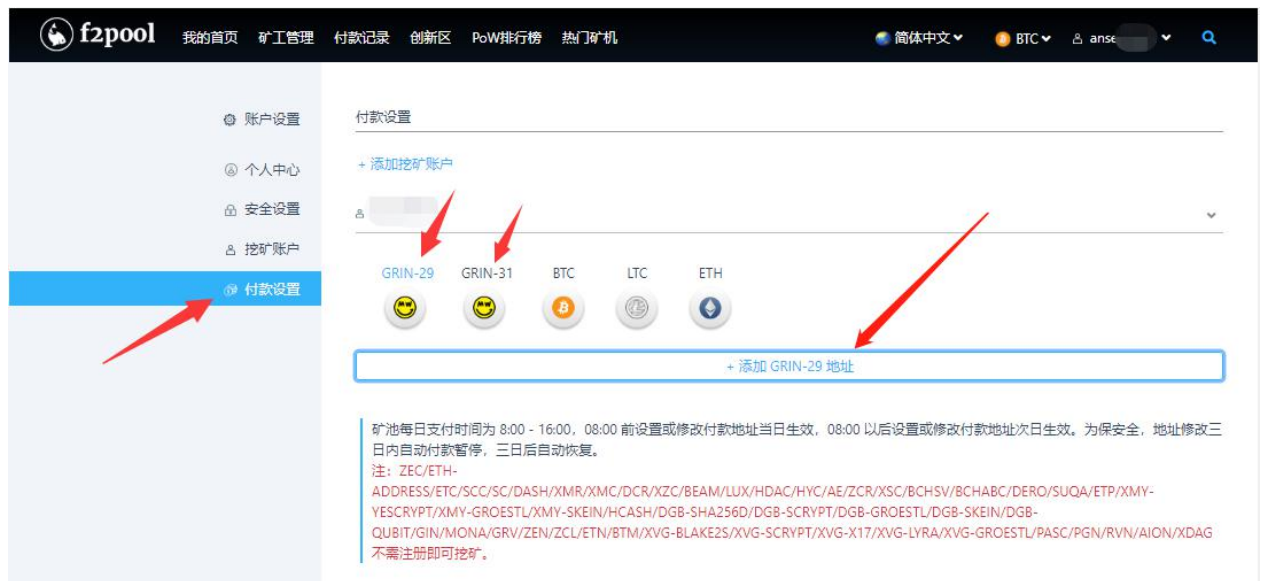 f2pool 我的首页 矿工管理 付款记录 创新区 PoW排行榜 热门矿机 简体中文 BTC anse
账户设置
个人中心
安全设置
挖矿账户
付款设置
付款设置
+ 添加挖矿账户
GRIN-29 GRIN-31 BTC LTC ETH
+ 添加 GRIN-29 地址
矿池每日支付时间为 8:00 - 16:00，08:00 前设置或修改付款地址当日生效，08:00 以后设置或修改付款地址次日生效。为保安全，地址修改三
日内自动付款暂停，三日后自动恢复。
注：ZEC/ETH-
ADDRESS/ETC/SCC/SC/DASH/XMR/XMC/DCR/XZC/BEAM/LUX/HDAC/HYC/AE/ZCR/XSC/BCHSV/BCHABC/DERO/SUQA/ETP/XMY-
YESCRYPT/XMY-GROESTL/XMY-SKEIN/HCASH/DGB-SHA256D/DGB-SCRYPT/DGB-GROESTL/DGB-SKEIN/DGB-
QUBIT/GIN/MONA/GRV/ZEN/ZCL/ETN/BTM/XVG-BLAKE2S/XVG-SCRYPT/XVG-X17/XVG-LYRA/XVG-GROESTL/PASC/PGN/RVN/AION/XDAG
不需注册即可挖矿。